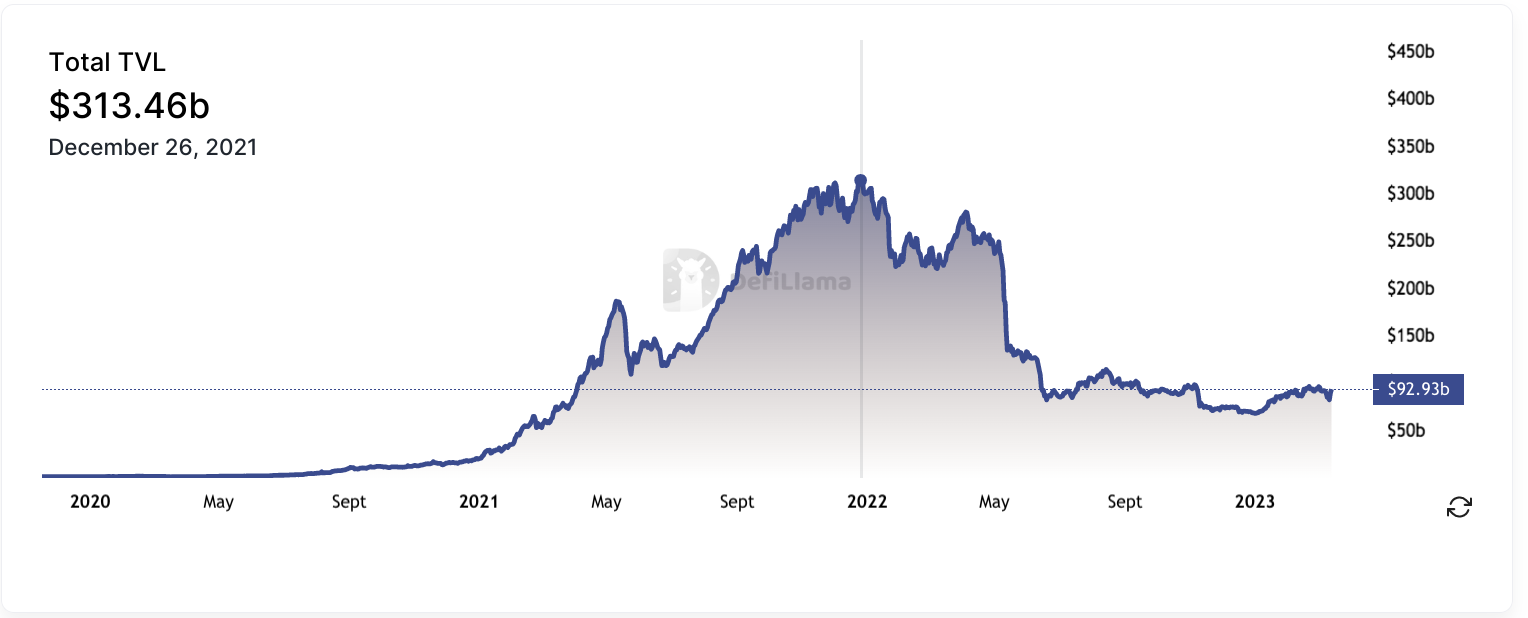 Total TVL
$313.46b
December 26, 2021
$450b
$400b
$350b
$300b
$250b
$200b
$150b
$92.93b
$50b
DefiLlama
2020 May Sept 2021 May Sept 2022 May Sept 2023